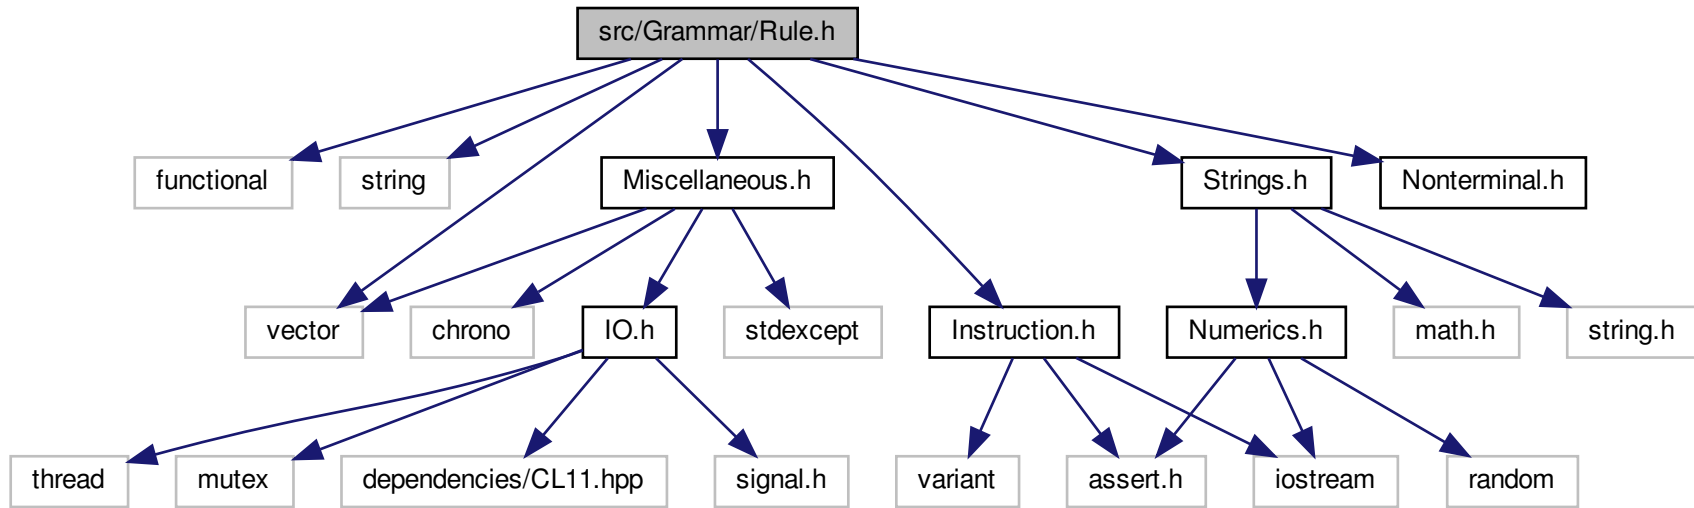 src/Grammar/Rule.h
functional
string
Miscellaneous.h
Strings.h
Nonterminal.h
vector
chrono
IO.h
stdexcept
Instruction.h
Numerics.h
math.h
string.h
thread
mutex
dependencies/CL11.hpp
signal.h
variant
assert.h
iostream
random